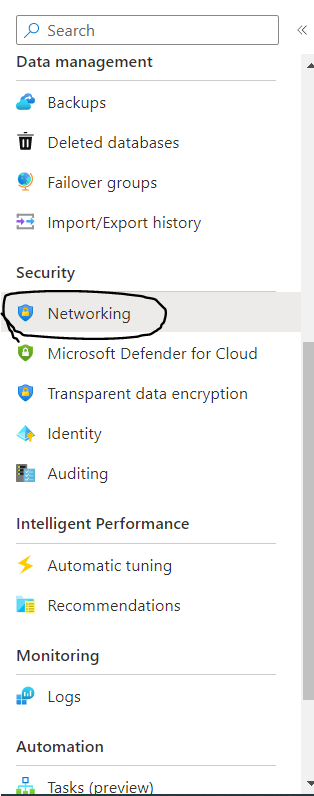 Search
Data management
Backups
Deleted databases
Failover groups
Import/Export history
Security
Networking
Microsoft Defender for Cloud
Transparent data encryption
Identity
Auditing
Intelligent Performance
Automatic tuning
Recommendations
Monitoring
Logs
Automation
Tasks (preview)